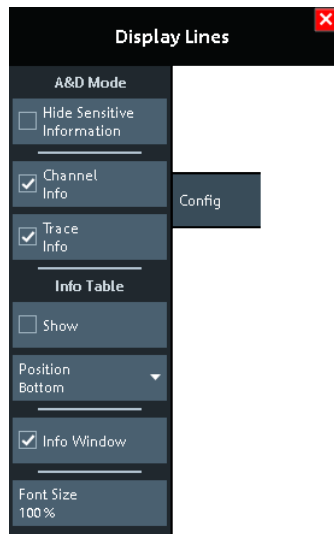 Display Lines
A&D Mode
Hide Sensitive
Information
Channel
Info
Config
Trace
Info
Info Table
Show
Position
Bottom
Info Window
Font Size
100 %